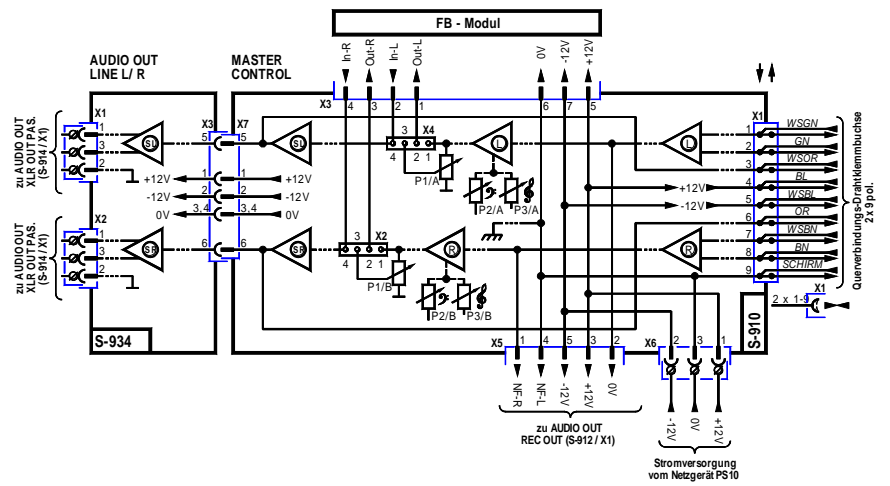 FB - Modul
In-R
Out-R
In-L
Out-L
0V
-12V
+12V
AUDIO OUT
LINE L/ R
MASTER
CONTROL
X3
4
3
2
1
6
7
5
zu AUDIO OUT
XLR OUT PAS.
(S-914 / X1)
X1
1
3
2
SL
X3
X7
5
5
SL
3
X4
4
2
1
P1/A
L
P2/A
P3/A
L
+12V
1
1
+12V
-12V
2
2
-12V
0V
3,4
3,4
0V
zu AUDIO OUT
XLR OUT PAS.
(S-914 / X1)
X2
1
3
2
SR
6
6
SR
3
X2
4
2
1
P1/B
R
P2/B
P3/B
R
+12V
-12V
X1
1
WSGN
2
GN
3
WSOR
4
BL
5
WSBL
6
OR
7
WSBN
8
BN
9
SCHIRM
Querverbindungs-Drahtklemmbuchse
2 x 9 pol.
2 x 1-9
X1
S-934
S-910
X5
1
4
5
3
2
X6
2
3
1
NF-R
NF-L
-12V
+12V
0V
zu AUDIO OUT
REC OUT (S-912 / X1)
-12V
0V
+12V
Stromversorgung
vom Netzgerät PS10